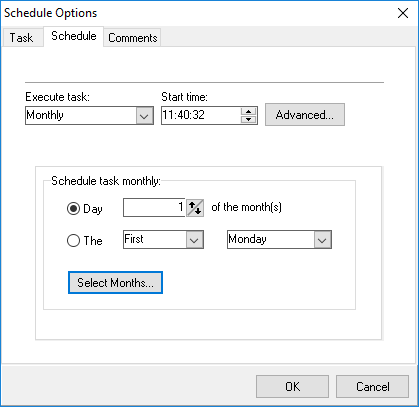 Schedule Options
Task Schedule Comments
Execute task: Start time:
Monthly 11:40:32 Advanced...
Schedule task monthly:
Day 1 of the month(s)
The First Monday
Select Months...
OK Cancel